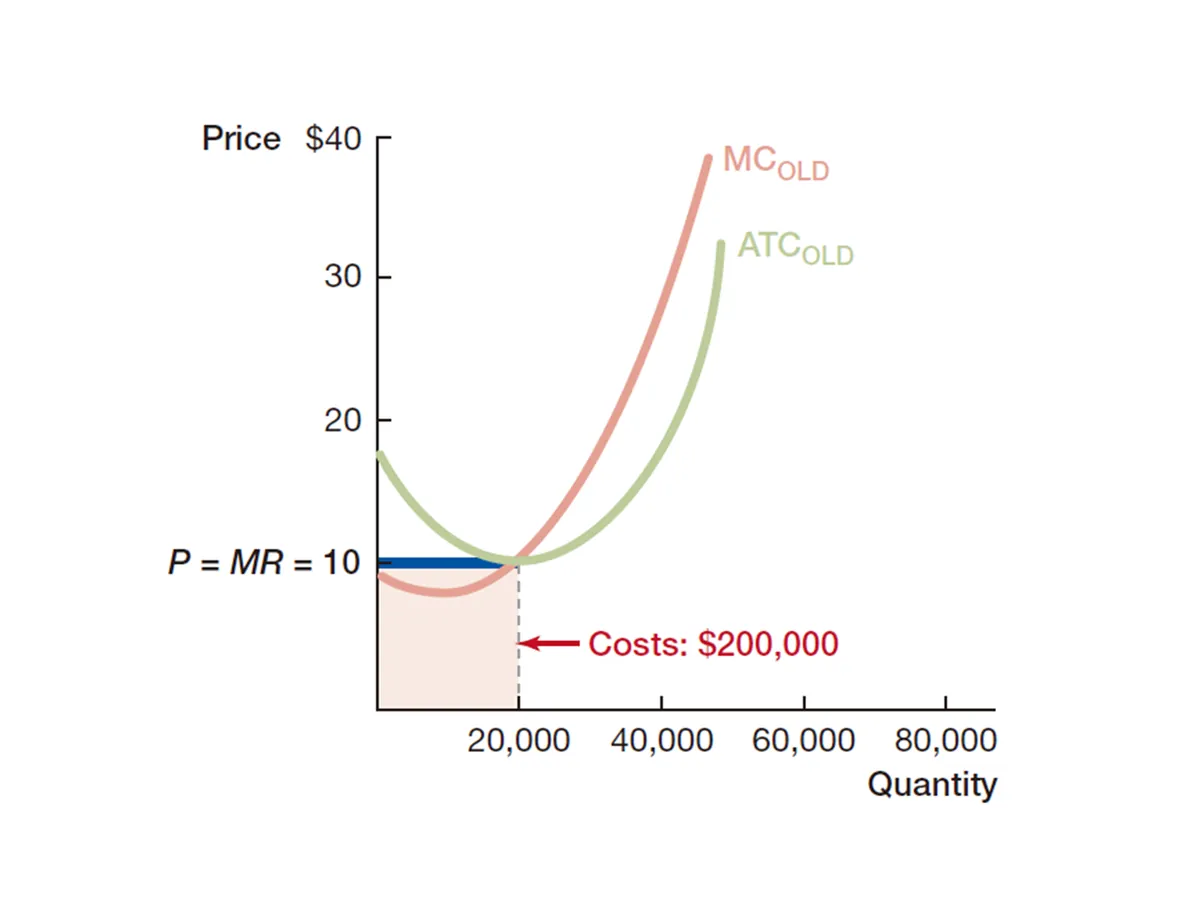 Price $40
MCOLD
ATCOLD
30
20
P = MR = 10
Costs: $200,000
20,000 40,000 60,000 80,000
Quantity